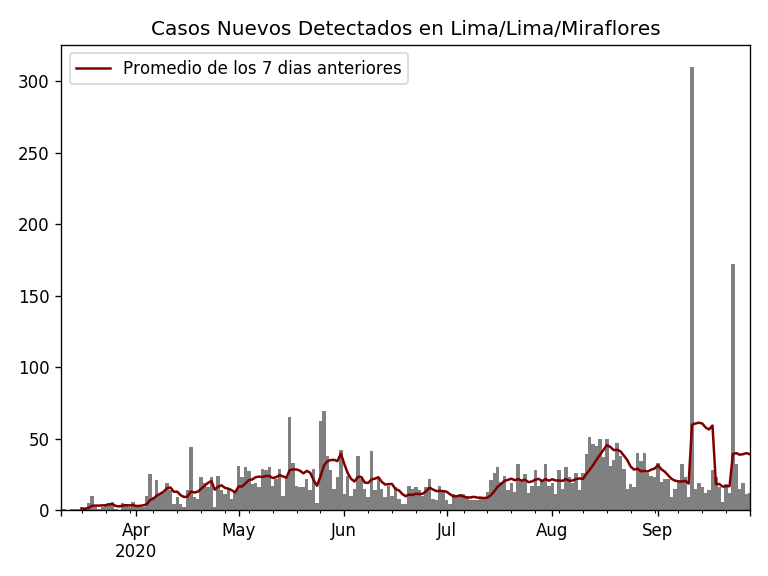 Casos Nuevos Detectados en Lima/Lima/Miraflores
Promedio de los 7 dias anteriores
300
250
200
150
100
50
0
Apr
2020
May
Jun
Jul
Aug
Sep